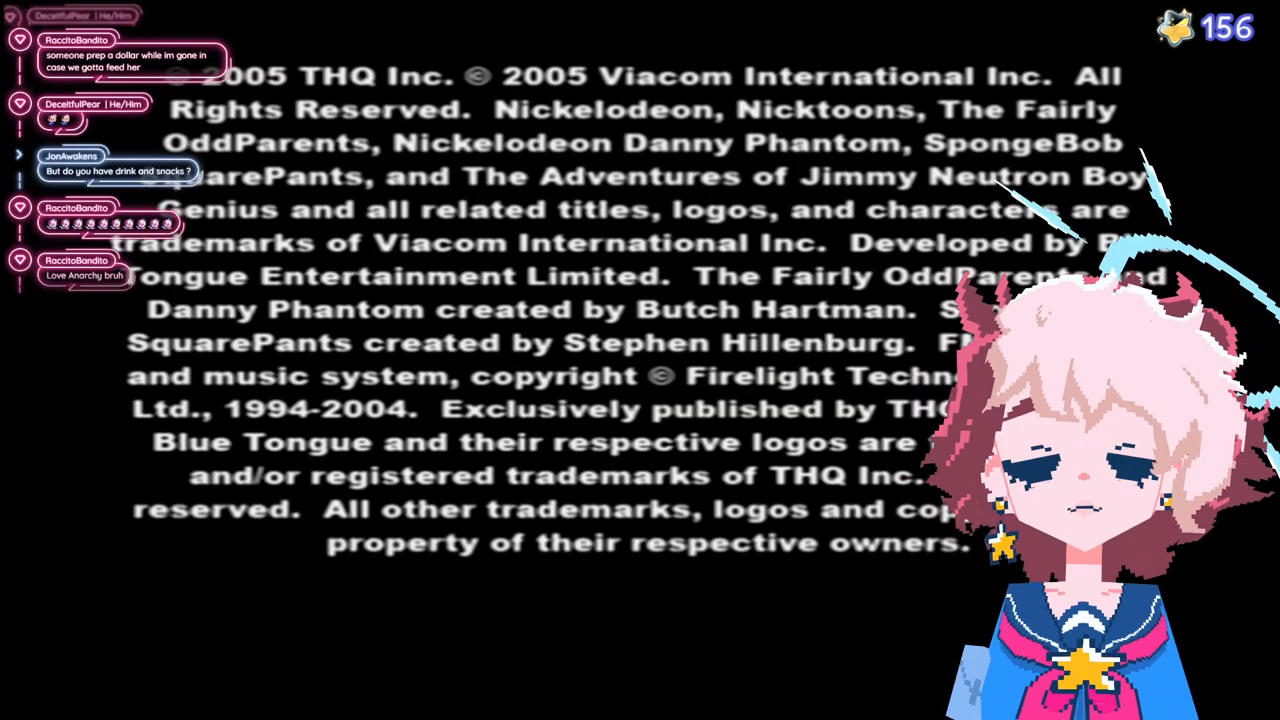 DeceitfulPear | He/Him
RaccitoBandito
someone prep a dollar while im gone in
case we gotta feed her
DeceitfulPear | He/Him
JonAwakens
But do you have drink and snacks ?
RaccitoBandito
RaccitoBandito
Love Anarchy bruh
156
© 2005 THQ Inc. © 2005 Viacom International Inc. All
Rights Reserved. Nickelodeon, Nicktoons, The Fairly
OddParents, Nickelodeon Danny Phantom, SpongeBob
SquarePants, and The Adventures of Jimmy Neutron Boy
Genius and all related titles, logos, and characters are
trademarks of Viacom International Inc. Developed by
Tongue Entertainment Limited. The Fairly OddParents and
Danny Phantom created by Butch Hartman.
SquarePants created by Stephen Hillenburg.
and music system, copyright © Firelight
Ltd., 1994-2004. Exclusively published by THQ
Blue Tongue and their respective logos are
and/or registered trademarks of THQ Inc.
reserved. All other trademarks, logos and
property of their respective owners.